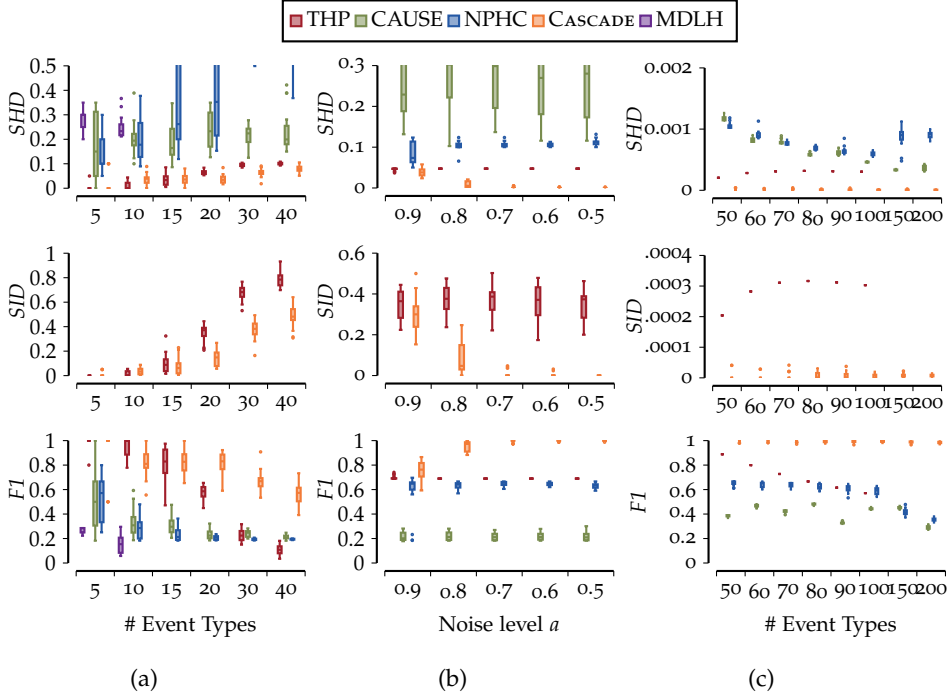 THP CAUSE NPHC CASCADE MDLH
SHD
0.5
0.4
0.3
0.2
0.1
0
5 10 15 20 30 40
SHD
0.3
0.2
0.1
0
0.9 0.8 0.7 0.6 0.5
SHD
0.002
0.001
0
50 60 70 80 90 100 150 200
SID
1
0.8
0.6
0.4
0.2
0
5 10 15 20 30 40
SID
0.6
0.4
0.2
0
0.9 0.8 0.7 0.6 0.5
SID
.0004
.0003
.0002
.0001
0
50 60 70 80 90 100 150 200
F1
1
0.8
0.6
0.4
0.2
0
5 10 15 20 30 40
# Event Types
F1
1
0.8
0.6
0.4
0.2
0
0.9 0.8 0.7 0.6 0.5
Noise level a
F1
1
0.8
0.6
0.4
0.2
0
50 60 70 80 90 100 150 200
# Event Types
(a) (b) (c)